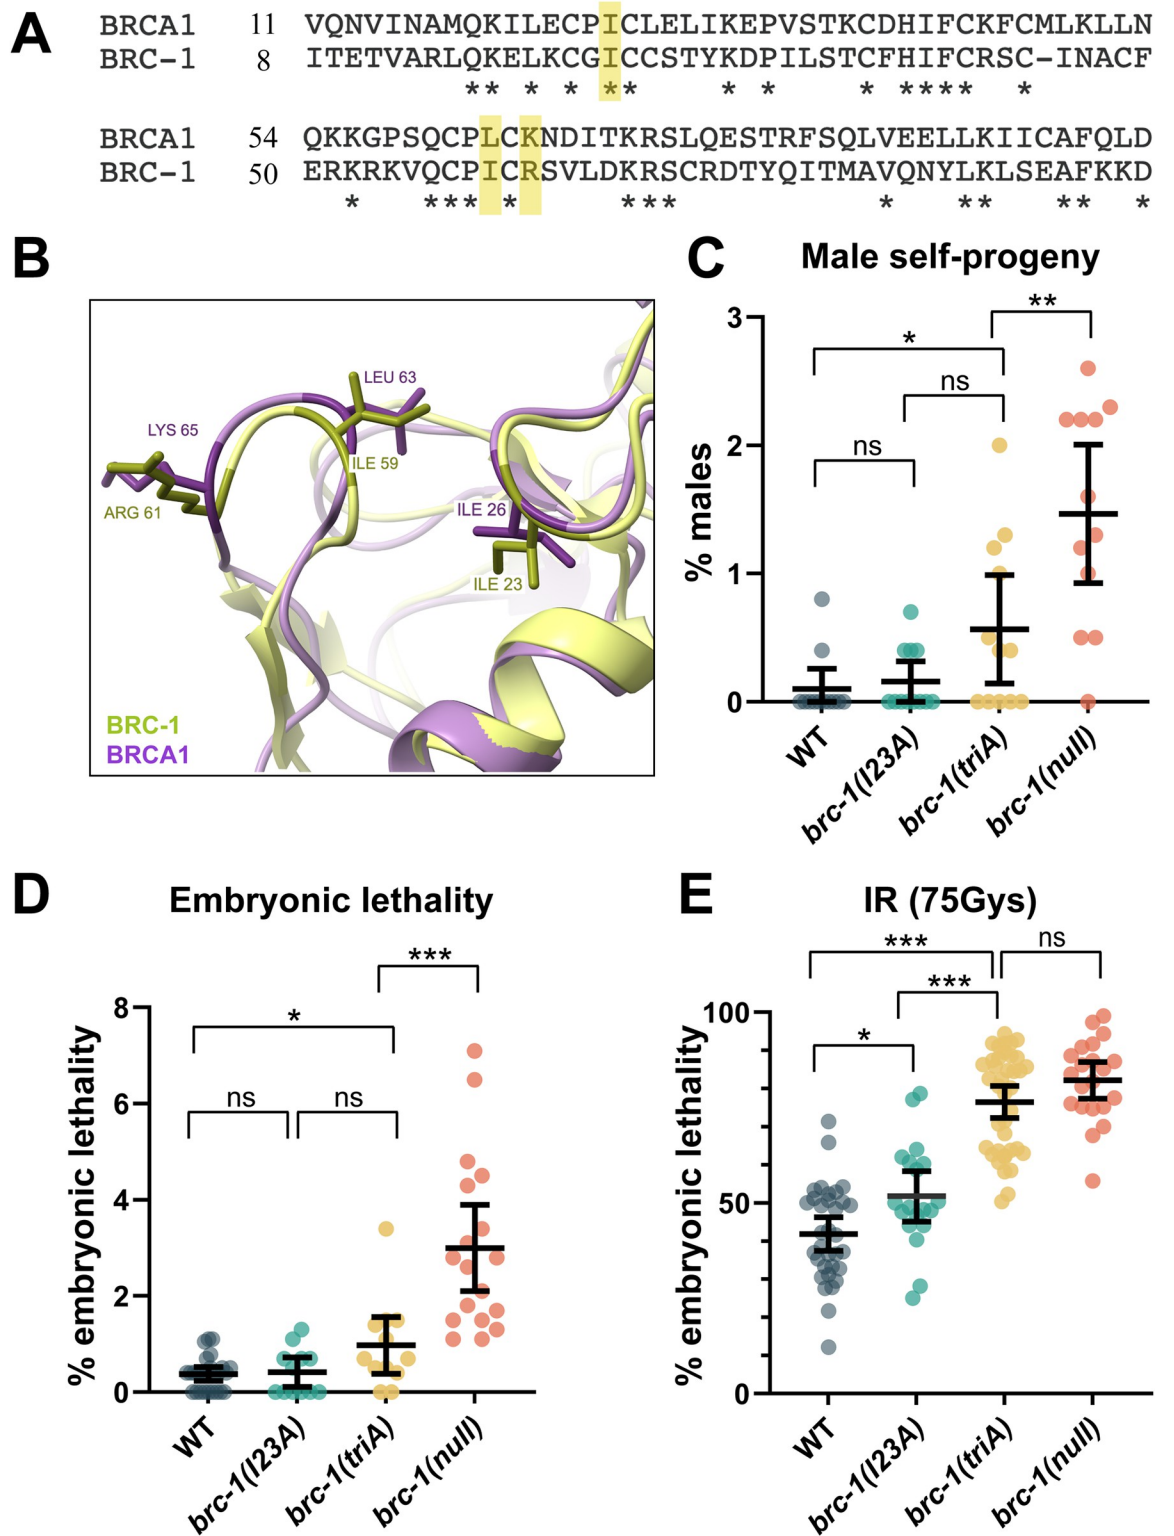 A
BRCA1 11 VQNVINAMQKILECPICLELIKEPVSTKCDHIFCKFCMLKLLN
BRC-1 8 ITETVARLQKELKCGICCSTYKDPILSTCFHIFCRSC-INACF
** * * ** * * * **** *
BRCA1 54 QKKGPSQCPLCKNDITKRSLQESTRFSQLVEELLKIICAFQLD
BRC-1 50 ERKRKVQCPICRSVLDKRSCRDTYQITMAVQNYLKLSEAFKKD
* *** * *** * ** ** *
B
LEU 63
LYS 65
ILE 59
ARG 61
ILE 26
ILE 23
BRC-1
BRCA1
C Male self-progeny
**
*
ns
ns
% males
3
2
1
0
WT
brc-1(I23A)
brc-1(triA)
brc-1(null)
D Embryonic lethality
***
*
ns ns
% embryonic lethality
8
6
4
2
0
WT
brc-1(I23A)
brc-1(triA)
brc-1(null)
E IR (75Gys)
*** ns
***
*
% embryonic lethality
100
50
0
WT
brc-1(I23A)
brc-1(triA)
brc-1(null)